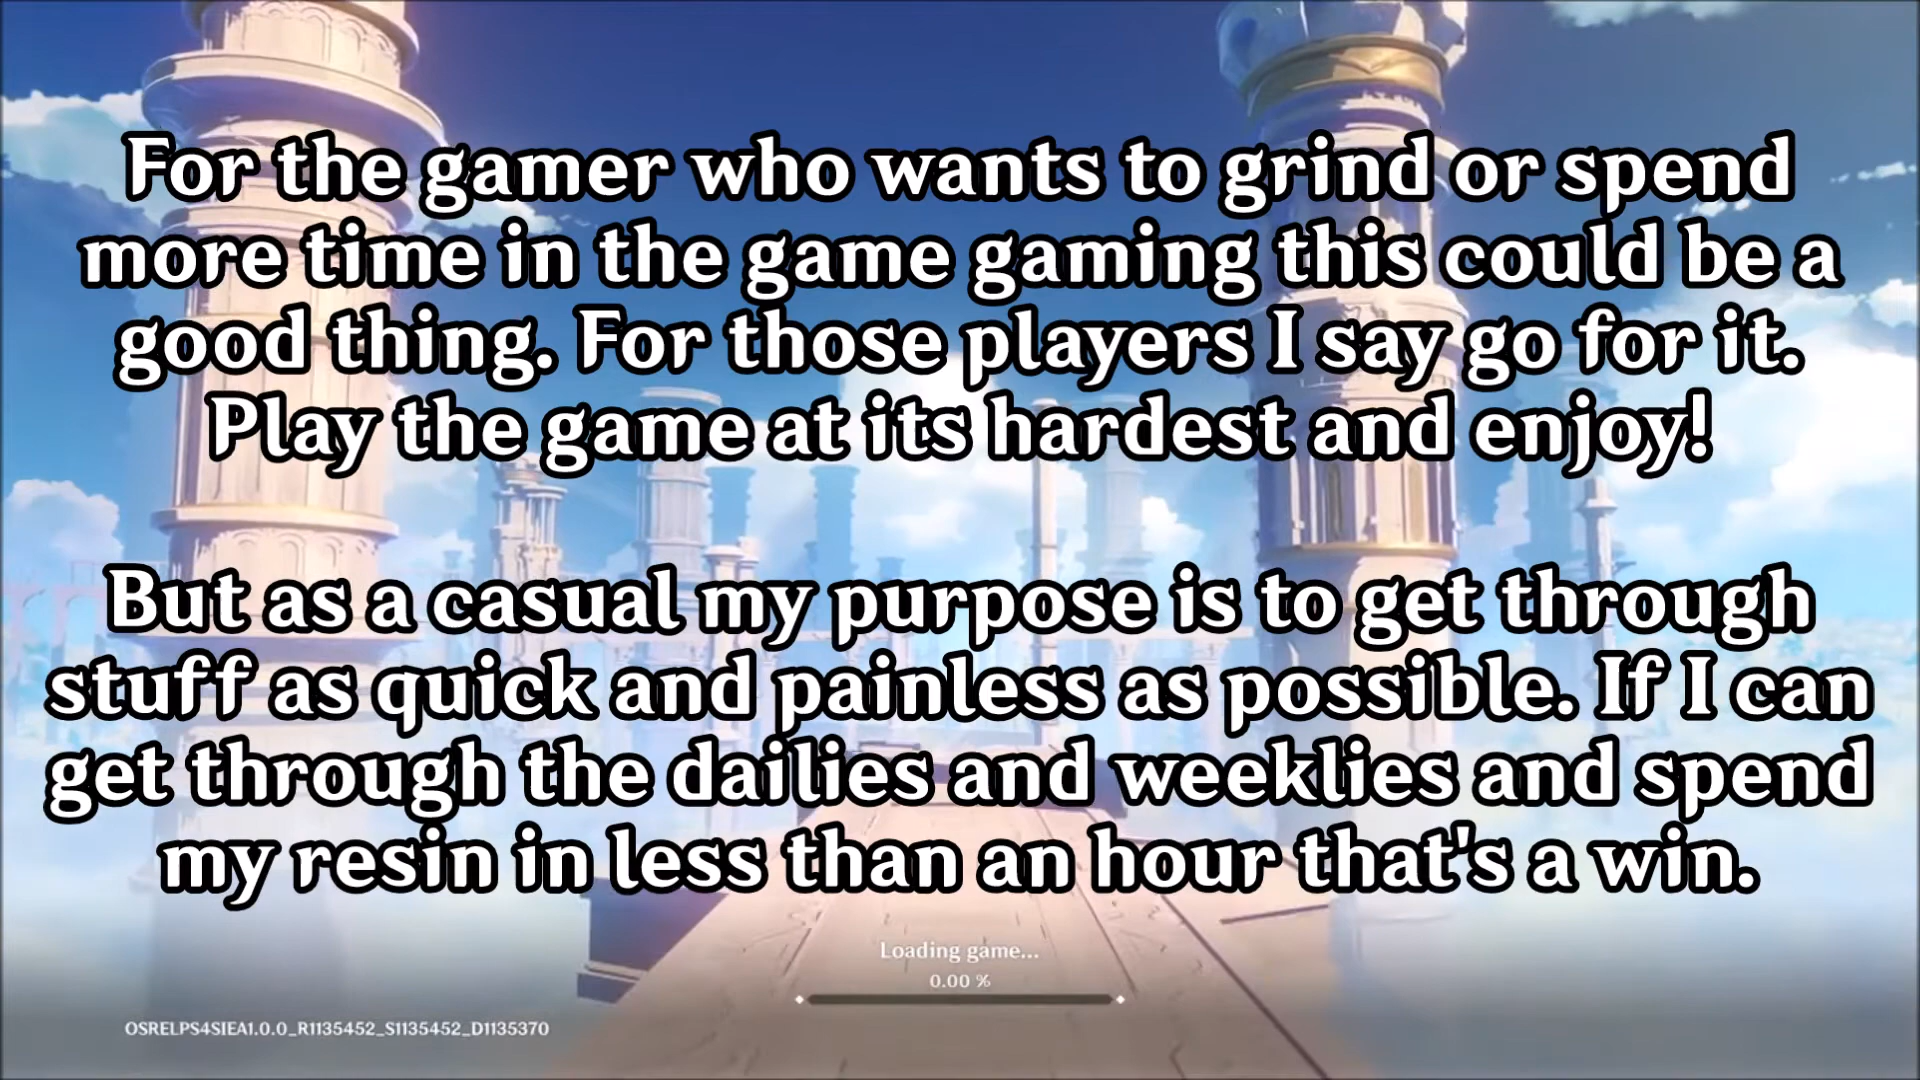 For the gamer who wants to grind or spend
more time in the game gaming this could be a
good thing. For those players I say go for it.
Play the game at its hardest and enjoy!
But as a casual my purpose is to get through
stuff as quick and painless as possible. If I can
get through the dailies and weeklies and spend
my resin in less than an hour that's a win.
Loading game...
0.00 %
OSRELPS4SIEA1.0.0_R1135452_S1135452_D1135370